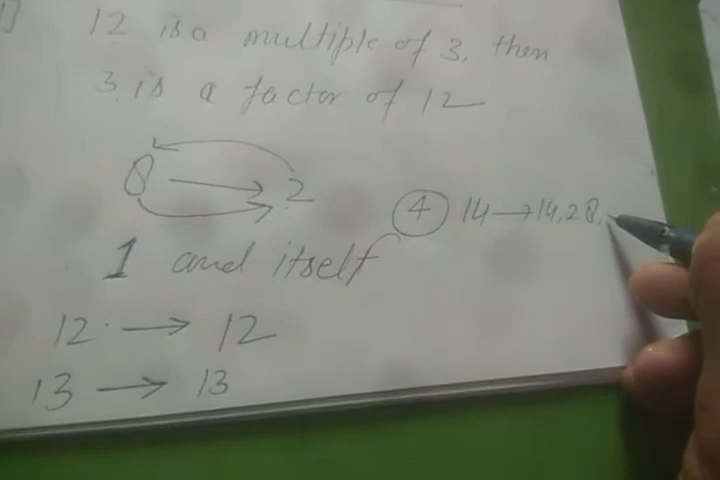 1] 12 is a multiple of 3, then
3 is a factor of 12
8 → 2
4 14 → 14, 28,
1 and itself
12 → 12
13 → 13